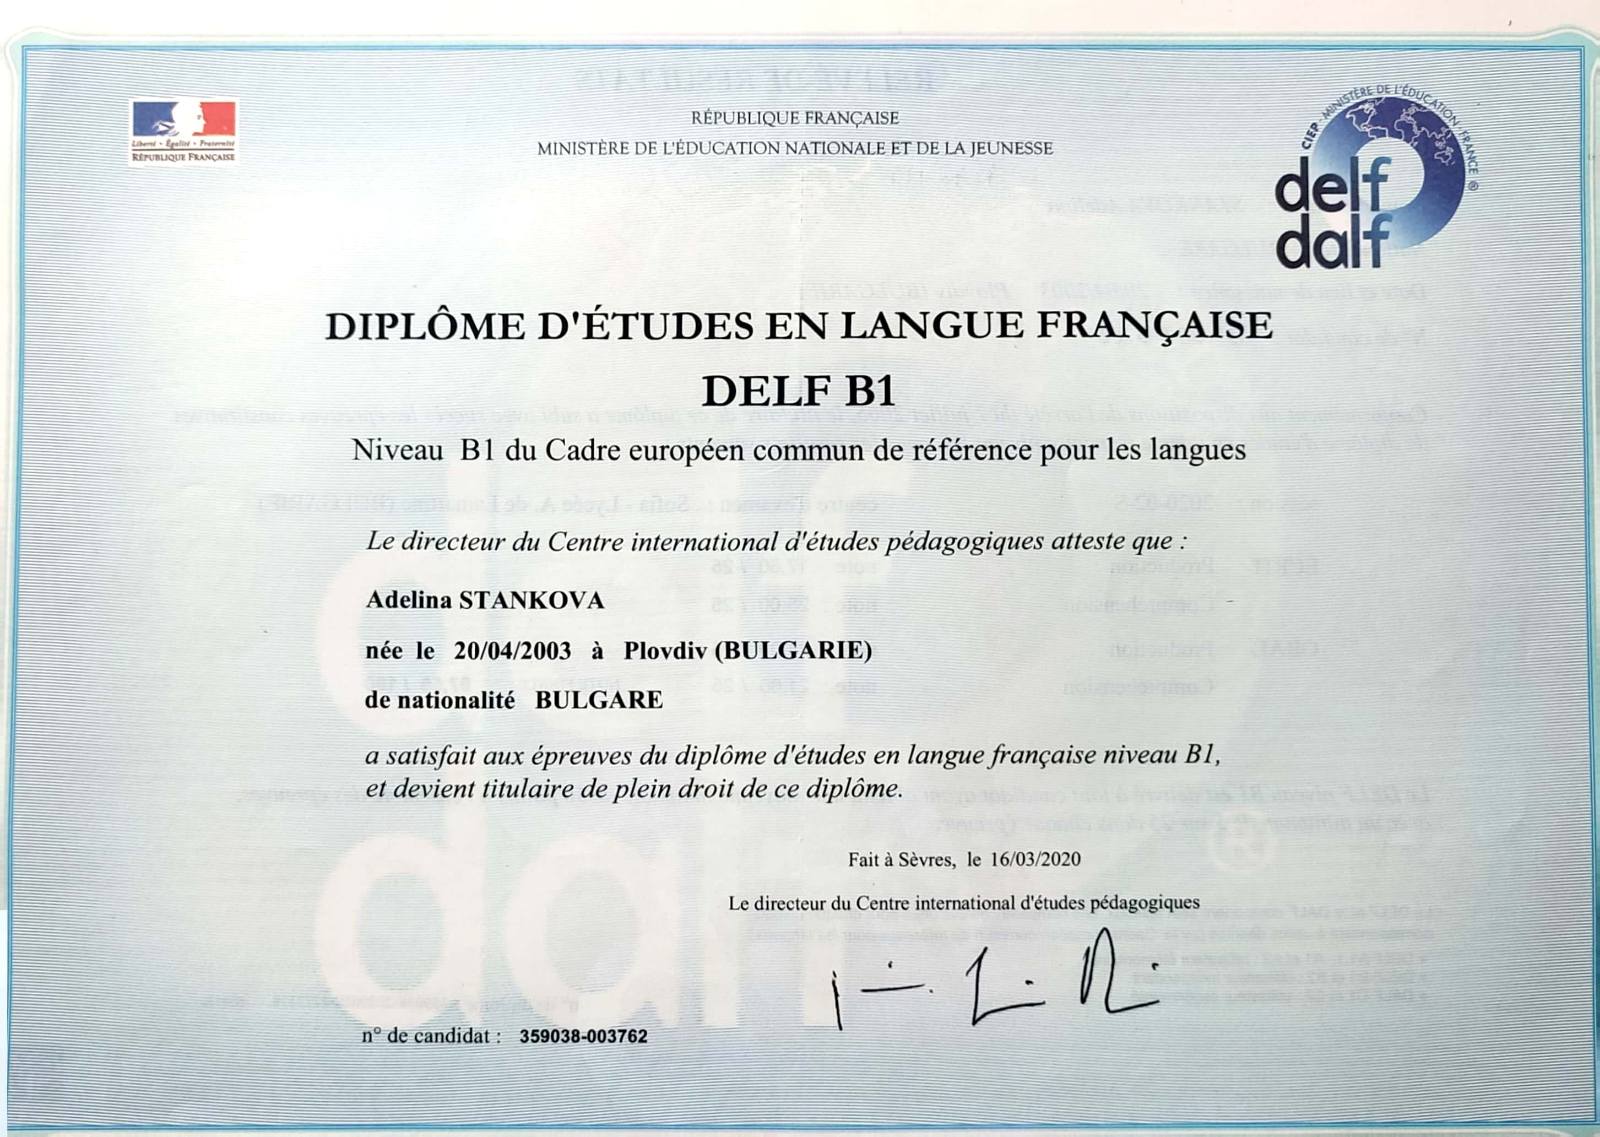 Liberté • Égalité • Fraternité
RÉPUBLIQUE FRANÇAISE
RÉPUBLIQUE FRANÇAISE
MINISTÈRE DE L'ÉDUCATION NATIONALE ET DE LA JEUNESSE
CIEP - MINISTÈRE DE L'ÉDUCATION - FRANCE ®
delf
dalf
DIPLÔME D'ÉTUDES EN LANGUE FRANÇAISE
DELF B1
Niveau B1 du Cadre européen commun de référence pour les langues
Le directeur du Centre international d'études pédagogiques atteste que :
Adelina STANKOVA
née le 20/04/2003 à Plovdiv (BULGARIE)
de nationalité BULGARE
a satisfait aux épreuves du diplôme d'études en langue française niveau B1,
et devient titulaire de plein droit de ce diplôme.
Fait à Sèvres, le 16/03/2020
Le directeur du Centre international d'études pédagogiques
n° de candidat : 359038-003762